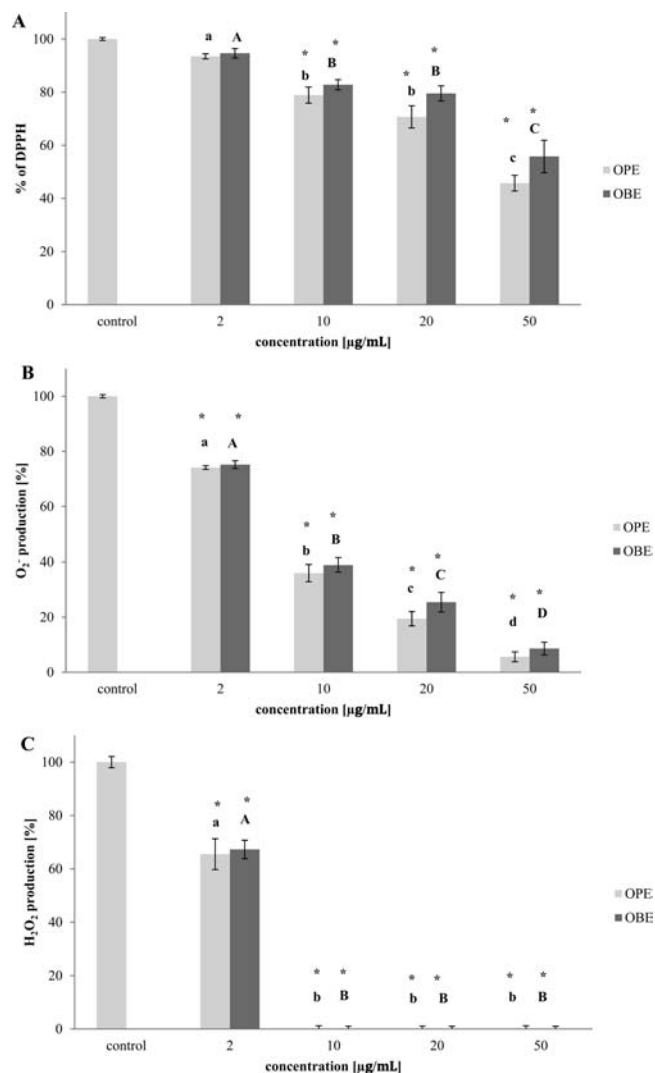 A
% of DPPH
100
80
60
40
20
0
a A
* *
b B
* *
b B
* *
c C
OPE
OBE
control 2 10 20 50
concentration [µg/mL]
B
O₂⁻ production [%]
100
80
60
40
20
0
* *
a A
* *
b B
* *
c C
* *
d D
OPE
OBE
control 2 10 20 50
concentration [µg/mL]
C
H₂O₂ production [%]
100
80
60
40
20
0
* *
a A
* *
b B
* *
b B
* *
b B
OPE
OBE
control 2 10 20 50
concentration [µg/mL]